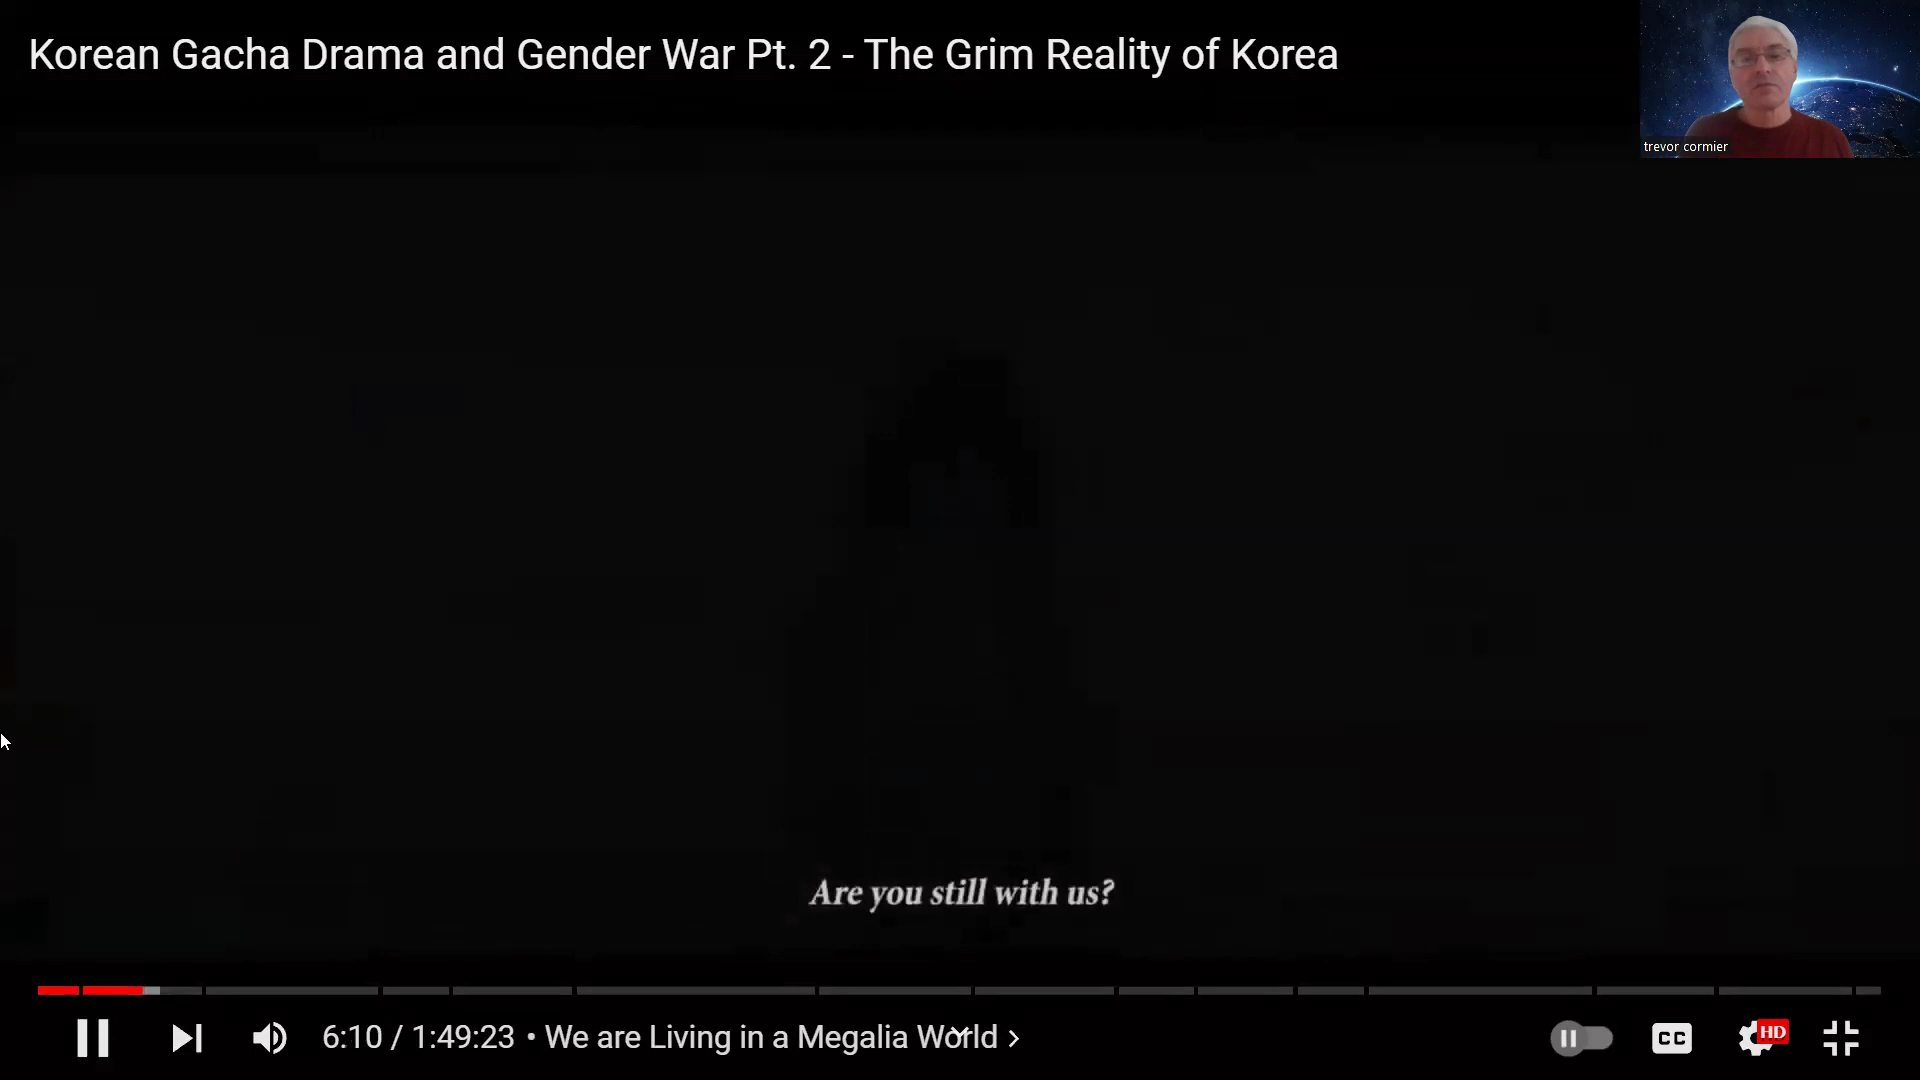 Korean Gacha Drama and Gender War Pt. 2 - The Grim Reality of Korea
trevor cormier
Are you still with us?
6:10 / 1:49:23 • We are Living in a Megalia World
CC
HD